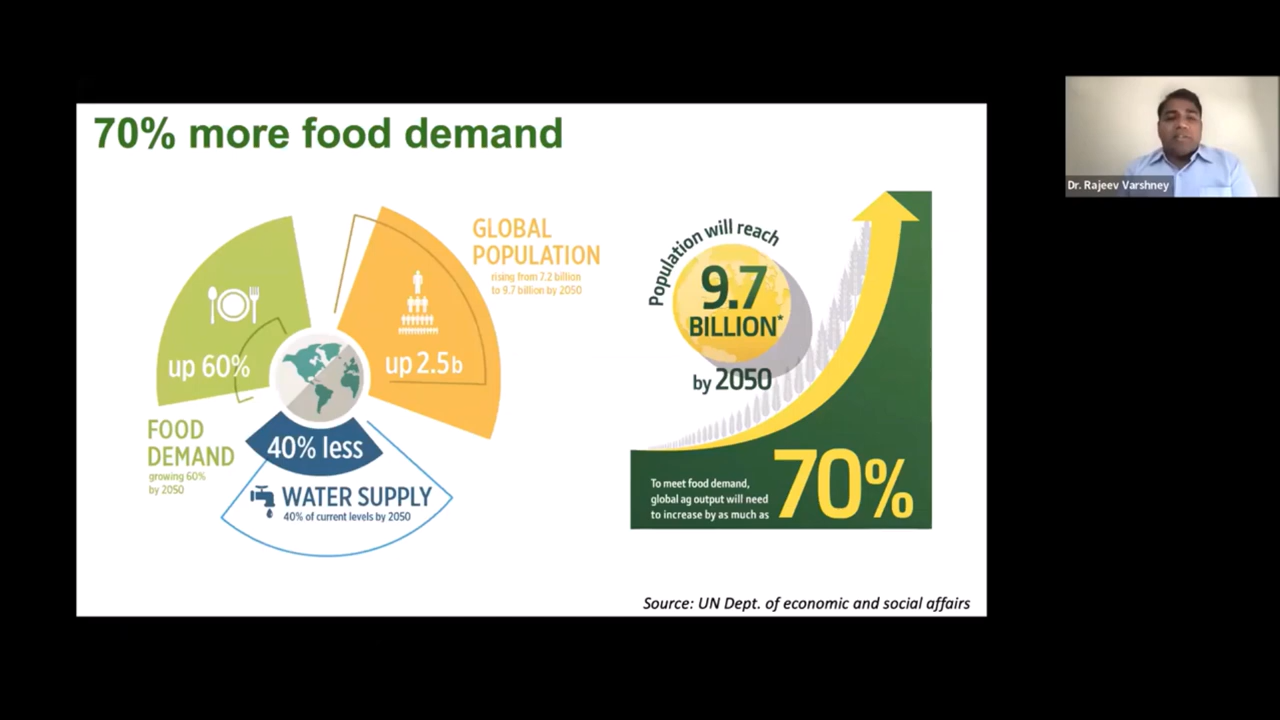 70% more food demand
up 60%
FOOD
DEMAND
growing 60%
by 2050
GLOBAL
POPULATION
rising from 7.2 billion
to 9.7 billion by 2050
up 2.5b
40% less
WATER SUPPLY
40% of current levels by 2050
Population will reach
9.7
BILLION*
by 2050
To meet food demand,
global ag output will need
to increase by as much as
70%
Source: UN Dept. of economic and social affairs
Dr. Rajeev Varshney